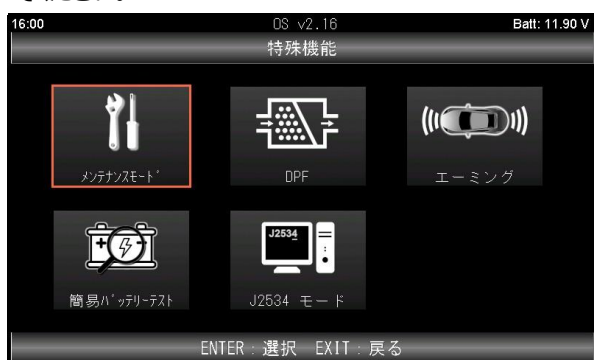 16:00 OS v2.16 Batt: 11.90 V
特殊機能
メンテナンスモード DPF エーミング
J2534
簡易バッテリーテスト J2534 モード
ENTER：選択 EXIT：戻る